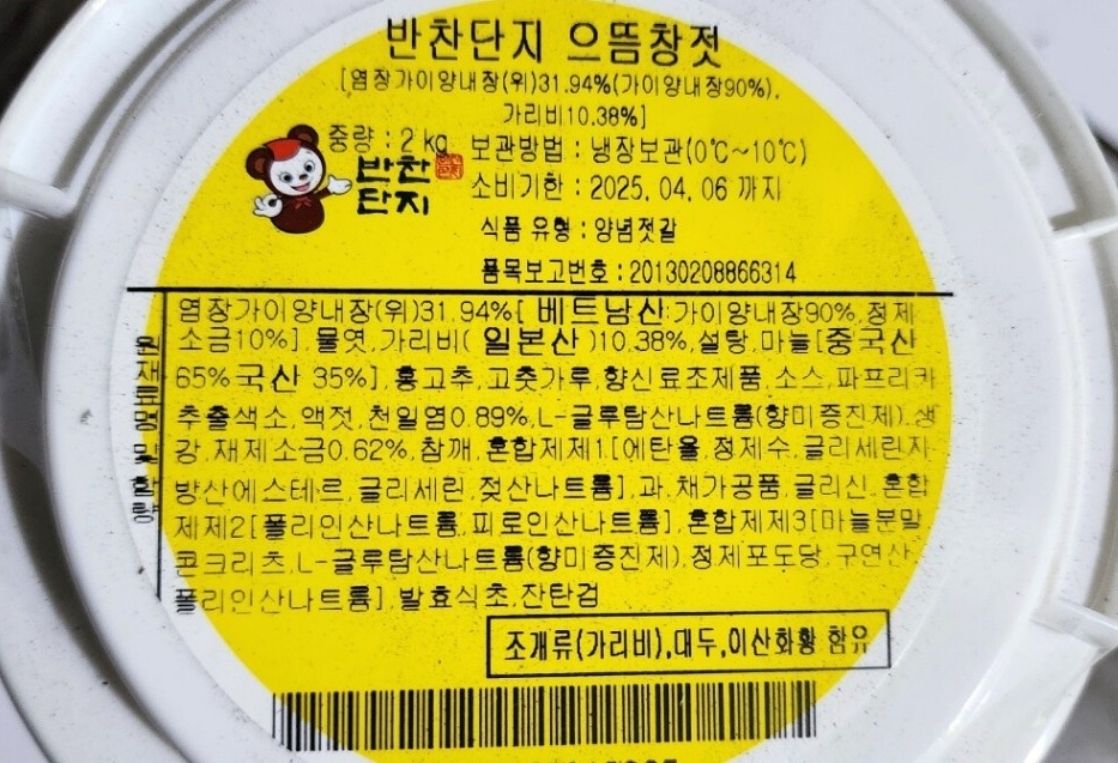 반찬단지 으뜸창젓
[염장가이양내장(위)31.94%(가이양내장90%),
가리비10.38%]
중량 : 2 kg
반찬
단지
보관방법 : 냉장보관(0℃~10℃)
소비기한 : 2025. 04. 06 까지
식품 유형 : 양념젓갈
품목보고번호 : 20130208866314
원재료명 및 함량
염장가이양내장(위)31.94%[ 베트남산:가이양내장90%,정제
소금10%],물엿,가리비( 일본산 )10.38%,설탕,마늘[중국산
65%국산 35%],홍고추,고춧가루,향신료조제품,소스,파프리카
추출색소,액젓,천일염0.89%,L-글루탐산나트륨(향미증진제),생
강,재제소금0.62%,참깨,혼합제제1[에탄올,정제수,글리세린지
방산에스테르,글리세린,젖산나트륨],과.채가공품,글리신,혼합
제제2[폴리인산나트륨,피로인산나트륨],혼합제제3[마늘분말
콘크리츠,L-글루탐산나트륨(향미증진제),정제포도당,구연산,
폴리인산나트륨],발효식초,잔탄검
조개류(가리비),대두,이산화황 함유